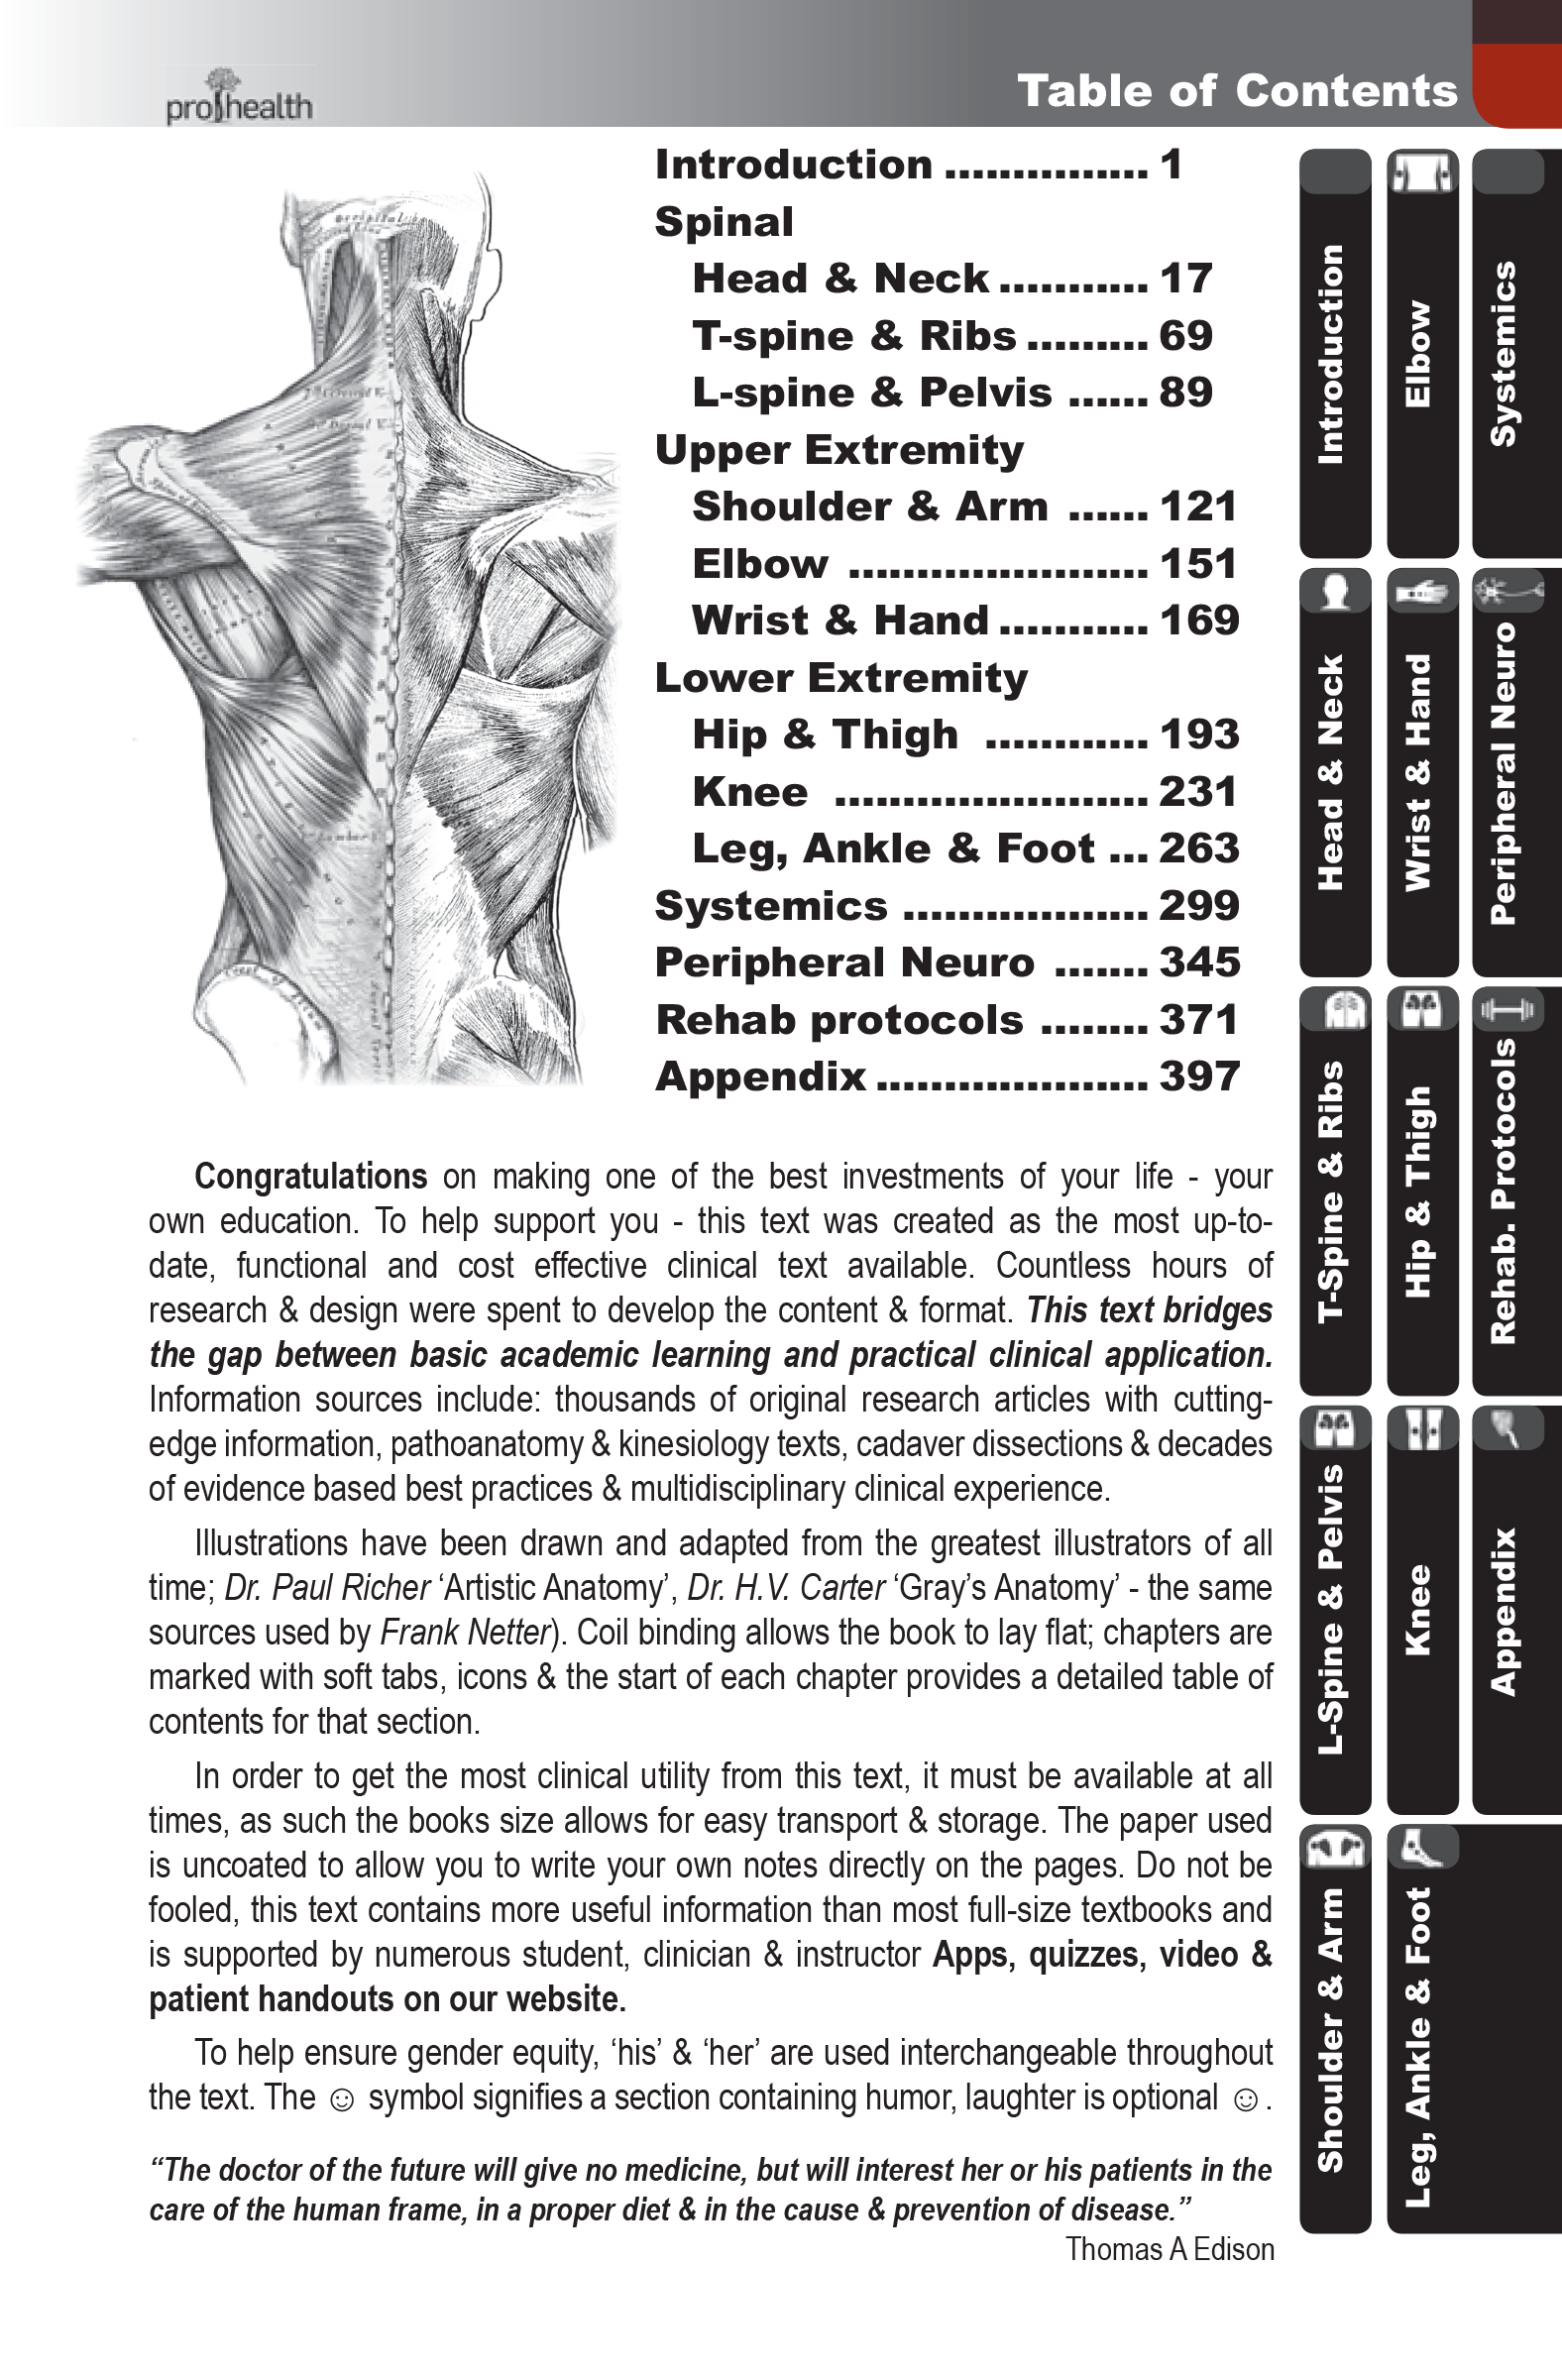 prohealth
Table of Contents
Introduction ............... 1
Spinal
Head & Neck ........... 17
T-spine & Ribs ......... 69
L-spine & Pelvis ...... 89
Upper Extremity
Shoulder & Arm ...... 121
Elbow ...................... 151
Wrist & Hand ........... 169
Lower Extremity
Hip & Thigh ............ 193
Knee ....................... 231
Leg, Ankle & Foot ... 263
Systemics .................. 299
Peripheral Neuro ....... 345
Rehab protocols ........ 371
Appendix .................... 397
Congratulations on making one of the best investments of your life - your
own education. To help support you - this text was created as the most up-to-
date, functional and cost effective clinical text available. Countless hours of
research & design were spent to develop the content & format. This text bridges
the gap between basic academic learning and practical clinical application.
Information sources include: thousands of original research articles with cutting-
edge information, pathoanatomy & kinesiology texts, cadaver dissections & decades
of evidence based best practices & multidisciplinary clinical experience.
Illustrations have been drawn and adapted from the greatest illustrators of all
time; Dr. Paul Richer ‘Artistic Anatomy’, Dr. H.V. Carter ‘Gray’s Anatomy’ - the same
sources used by Frank Netter). Coil binding allows the book to lay flat; chapters are
marked with soft tabs, icons & the start of each chapter provides a detailed table of
contents for that section.
In order to get the most clinical utility from this text, it must be available at all
times, as such the books size allows for easy transport & storage. The paper used
is uncoated to allow you to write your own notes directly on the pages. Do not be
fooled, this text contains more useful information than most full-size textbooks and
is supported by numerous student, clinician & instructor Apps, quizzes, video &
patient handouts on our website.
To help ensure gender equity, ‘his’ & ‘her’ are used interchangeable throughout
the text. The ☺ symbol signifies a section containing humor, laughter is optional ☺.
“The doctor of the future will give no medicine, but will interest her or his patients in the
care of the human frame, in a proper diet & in the cause & prevention of disease.”
Thomas A Edison
Introduction
Head & Neck
T-Spine & Ribs
L-Spine & Pelvis
Shoulder & Arm
Elbow
Wrist & Hand
Hip & Thigh
Knee
Leg, Ankle & Foot
Systemics
Peripheral Neuro
Rehab. Protocols
Appendix